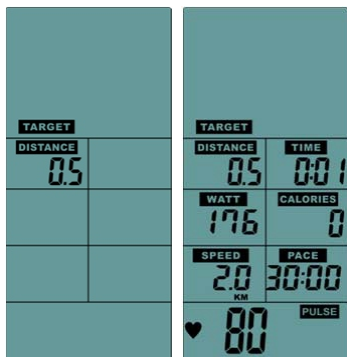 TARGET
DISTANCE
0.5
TARGET
DISTANCE TIME
0.5 0:01
WATT CALORIES
176 0
SPEED PACE
2.0 30:00
KM
PULSE
80